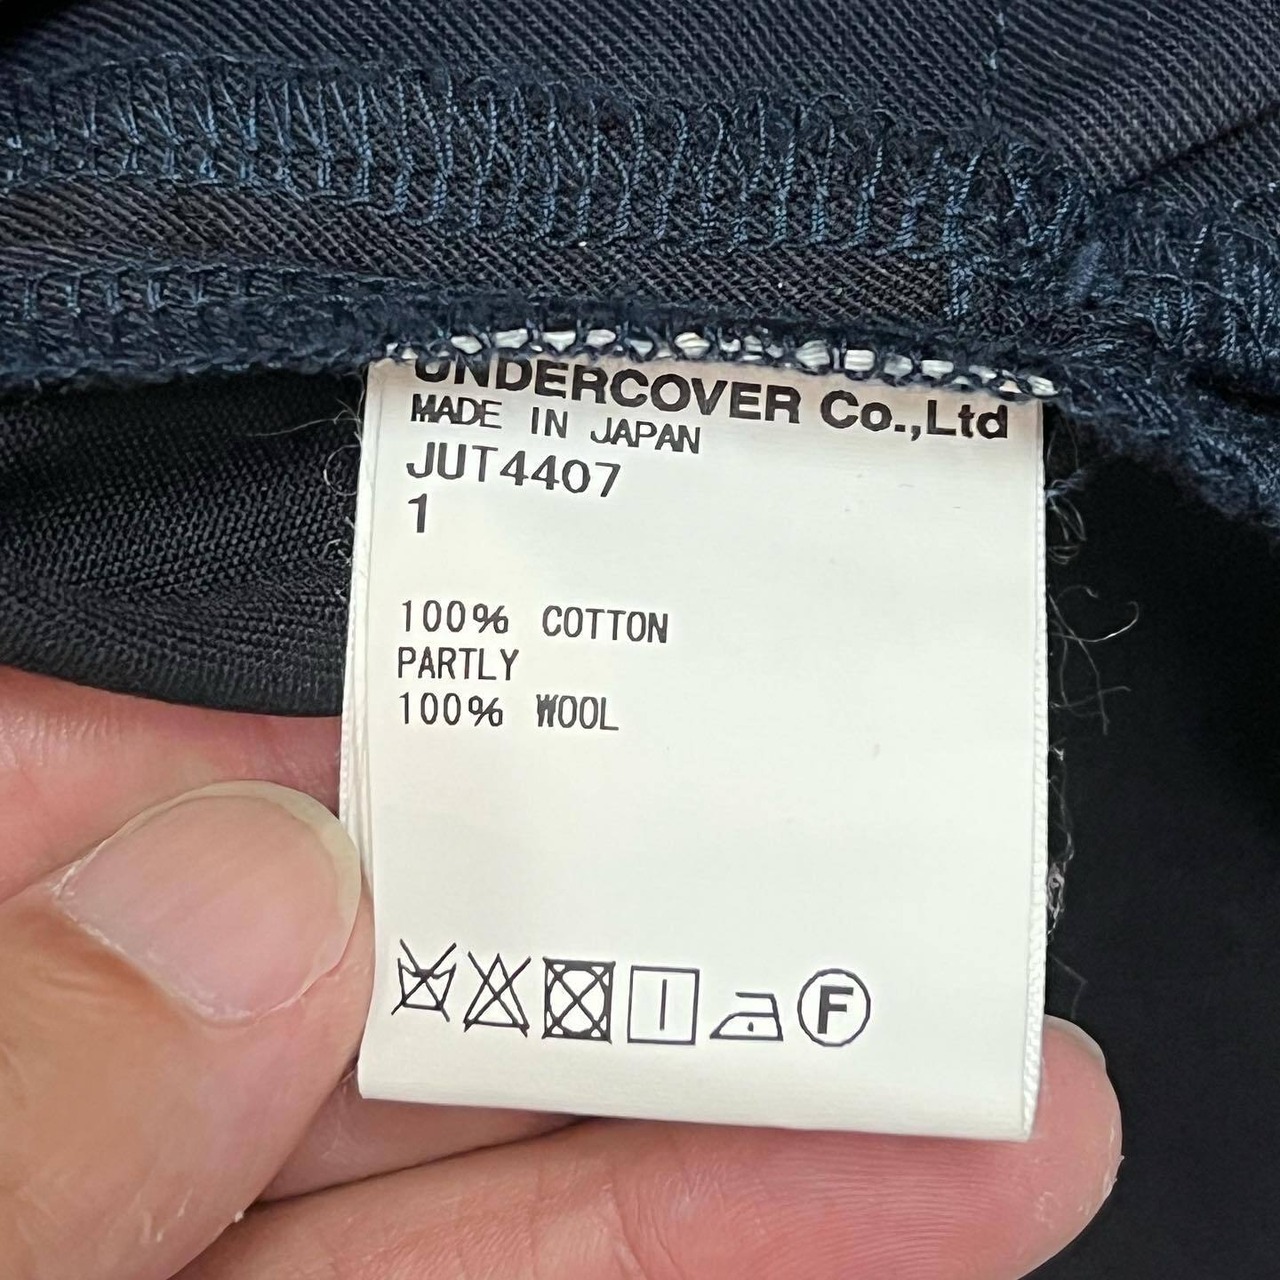 UNDERCOVER Co.,Ltd
MADE IN JAPAN
JUT4407
1
100% COTTON
PARTLY
100% WOOL
F